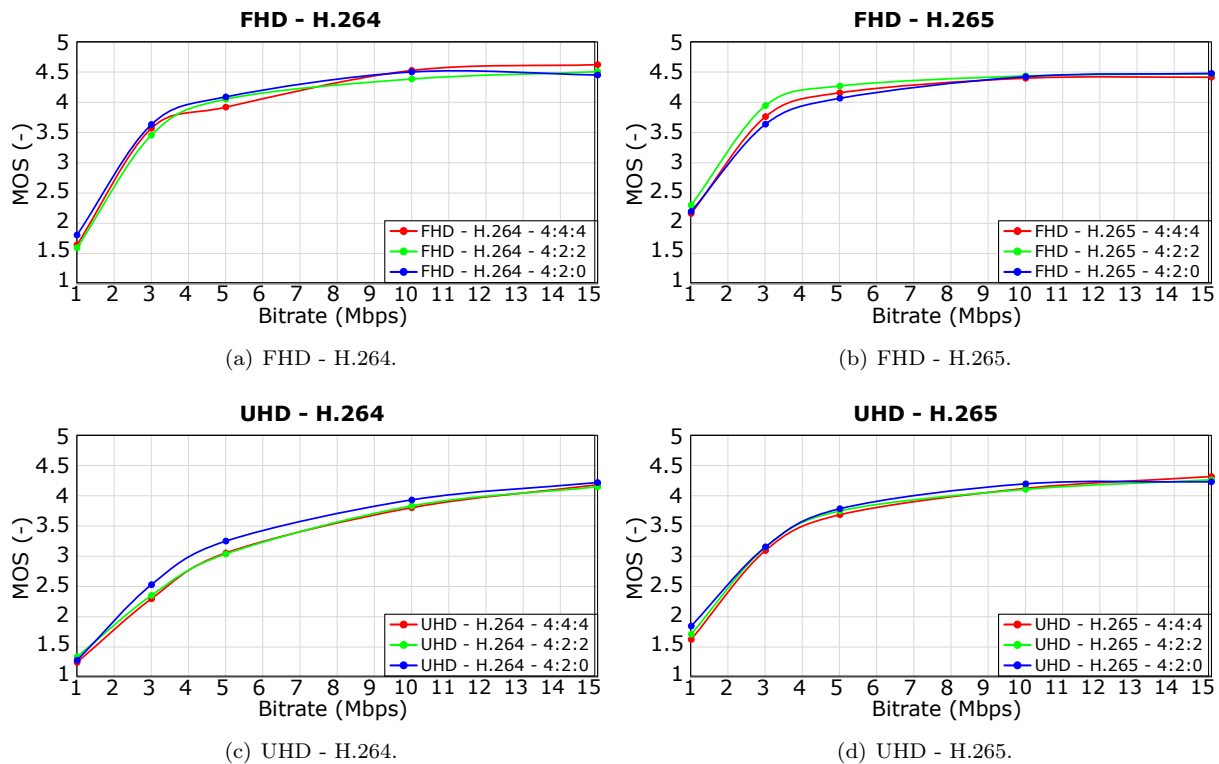 FHD - H.264
5
4.5
4
3.5
3
2.5
2
1.5
1
MOS (-)
FHD - H.264 - 4:4:4
FHD - H.264 - 4:2:2
FHD - H.264 - 4:2:0
1 2 3 4 5 6 7 8 9 10 11 12 13 14 15
Bitrate (Mbps)
(a) FHD - H.264.
FHD - H.265
5
4.5
4
3.5
3
2.5
2
1.5
1
MOS (-)
FHD - H.265 - 4:4:4
FHD - H.265 - 4:2:2
FHD - H.265 - 4:2:0
1 2 3 4 5 6 7 8 9 10 11 12 13 14 15
Bitrate (Mbps)
(b) FHD - H.265.
UHD - H.264
5
4.5
4
3.5
3
2.5
2
1.5
1
MOS (-)
UHD - H.264 - 4:4:4
UHD - H.264 - 4:2:2
UHD - H.264 - 4:2:0
1 2 3 4 5 6 7 8 9 10 11 12 13 14 15
Bitrate (Mbps)
(c) UHD - H.264.
UHD - H.265
5
4.5
4
3.5
3
2.5
2
1.5
1
MOS (-)
UHD - H.265 - 4:4:4
UHD - H.265 - 4:2:2
UHD - H.265 - 4:2:0
1 2 3 4 5 6 7 8 9 10 11 12 13 14 15
Bitrate (Mbps)
(d) UHD - H.265.